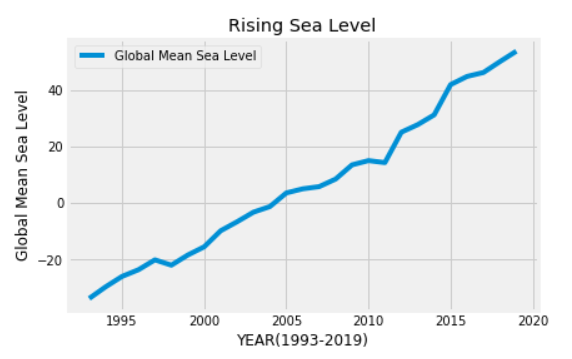 Rising Sea Level
Global Mean Sea Level
Global Mean Sea Level
40
20
0
−20
1995 2000 2005 2010 2015 2020
YEAR(1993-2019)